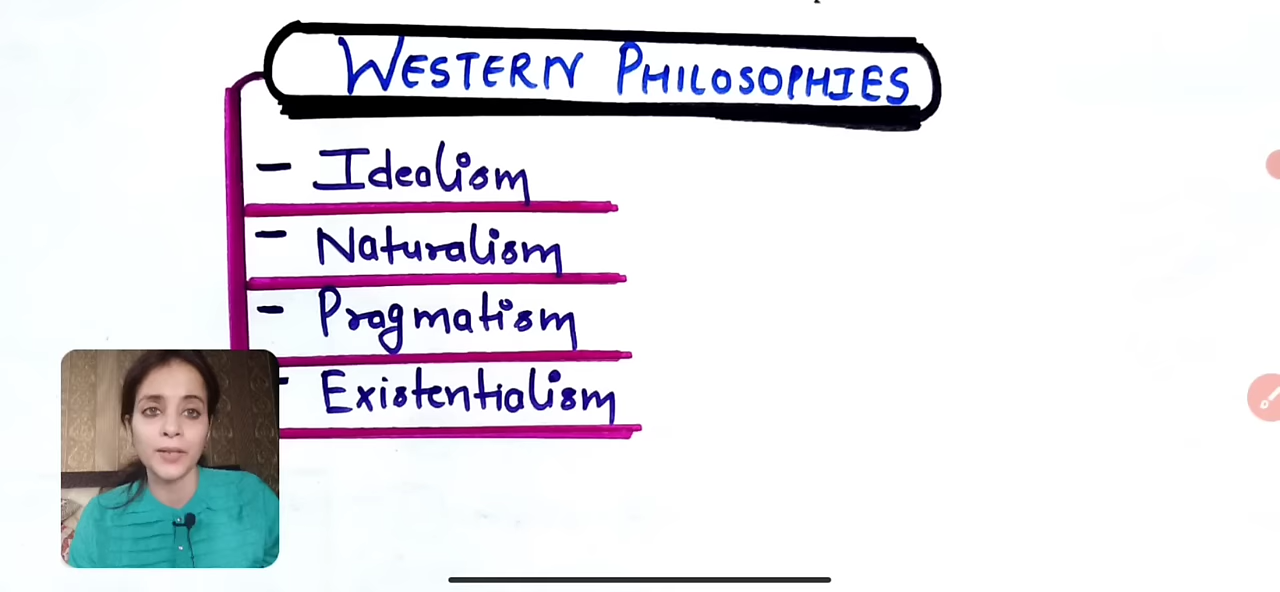 WESTERN PHILOSOPHIES
- Idealism
- Naturalism
- Pragmatism
- Existentialism